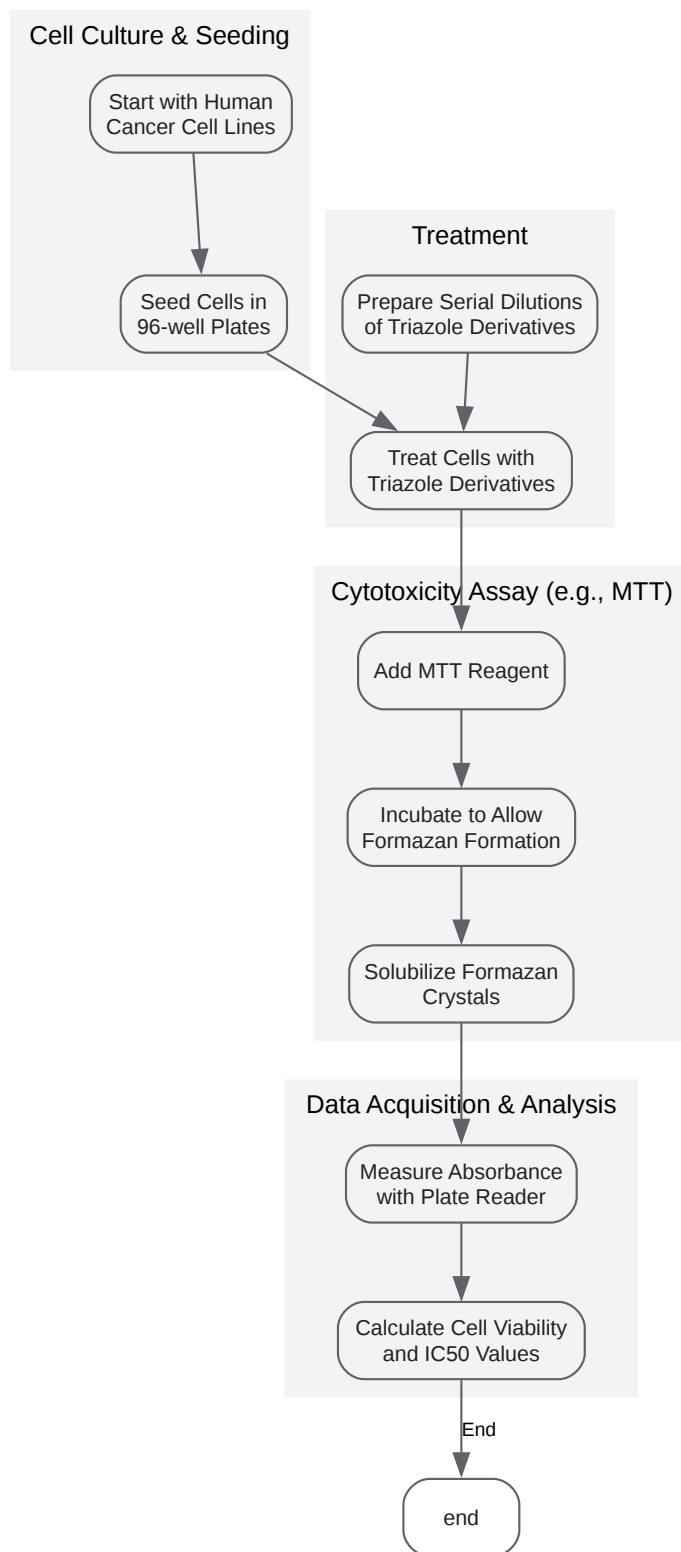 Cell Culture & Seeding
Start with Human
Cancer Cell Lines
Seed Cells in
96-well Plates
Treatment
Prepare Serial Dilutions
of Triazole Derivatives
Treat Cells with
Triazole Derivatives
Cytotoxicity Assay (e.g., MTT)
Add MTT Reagent
Incubate to Allow
Formazan Formation
Solubilize Formazan
Crystals
Data Acquisition & Analysis
Measure Absorbance
with Plate Reader
Calculate Cell Viability
and IC50 Values
End
end